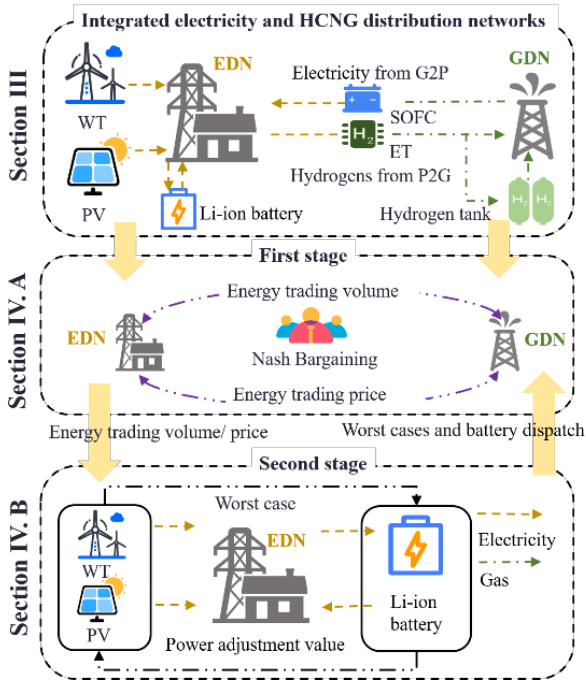 Integrated electricity and HCNG distribution networks
Section III
EDN
GDN
Electricity from G2P
WT
SOFC
H2
ET
Hydrogens from P2G
PV
Li-ion battery
Hydrogen tank
H2 H2
First stage
Section IV. A
Energy trading volume
EDN
GDN
Nash Bargaining
Energy trading price
Energy trading volume/ price
Worst cases and battery dispatch
Second stage
Section IV. B
Worst case
EDN
Electricity
WT
Gas
Li-ion
battery
PV
Power adjustment value